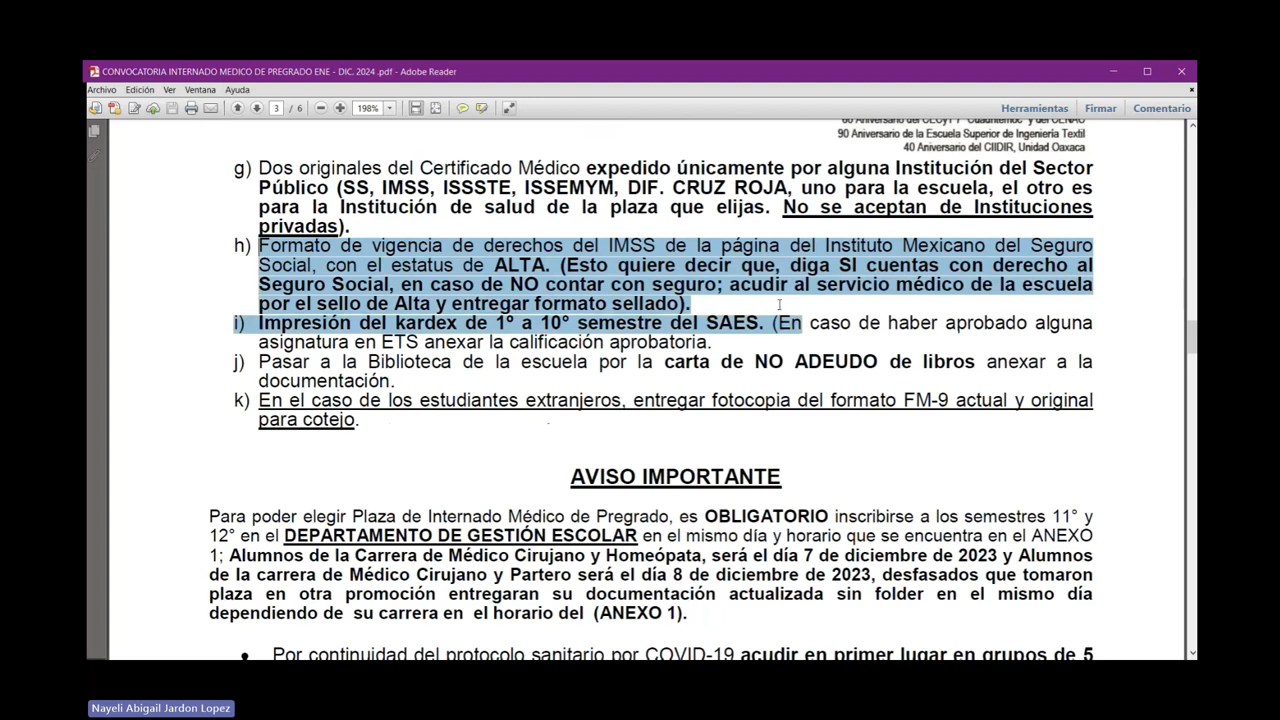 CONVOCATORIA INTERNADO MEDICO DE PREGRADO ENE - DIC. 2024 .pdf - Adobe Reader
Archivo Edición Ver Ventana Ayuda
3 / 6 198% Herramientas Firmar Comentario
60 Aniversario del CECyT 7 "Cuauhtémoc" y del CENAC
90 Aniversario de la Escuela Superior de Ingeniería Textil
40 Aniversario del CIIDIR, Unidad Oaxaca
g) Dos originales del Certificado Médico expedido únicamente por alguna Institución del Sector
Público (SS, IMSS, ISSSTE, ISSEMYM, DIF. CRUZ ROJA, uno para la escuela, el otro es
para la Institución de salud de la plaza que elijas. No se aceptan de Instituciones
privadas).
h) Formato de vigencia de derechos del IMSS de la página del Instituto Mexicano del Seguro
Social, con el estatus de ALTA. (Esto quiere decir que, diga SI cuentas con derecho al
Seguro Social, en caso de NO contar con seguro; acudir al servicio médico de la escuela
por el sello de Alta y entregar formato sellado).
i) Impresión del kardex de 1° a 10° semestre del SAES. (En caso de haber aprobado alguna
asignatura en ETS anexar la calificación aprobatoria.
j) Pasar a la Biblioteca de la escuela por la carta de NO ADEUDO de libros anexar a la
documentación.
k) En el caso de los estudiantes extranjeros, entregar fotocopia del formato FM-9 actual y original
para cotejo.
AVISO IMPORTANTE
Para poder elegir Plaza de Internado Médico de Pregrado, es OBLIGATORIO inscribirse a los semestres 11° y
12° en el DEPARTAMENTO DE GESTIÓN ESCOLAR en el mismo día y horario que se encuentra en el ANEXO
1; Alumnos de la Carrera de Médico Cirujano y Homeópata, será el día 7 de diciembre de 2023 y Alumnos
de la carrera de Médico Cirujano y Partero será el día 8 de diciembre de 2023, desfasados que tomaron
plaza en otra promoción entregaran su documentación actualizada sin folder en el mismo día
dependiendo de su carrera en el horario del (ANEXO 1).
• Por continuidad del protocolo sanitario por COVID-19 acudir en primer lugar en grupos de 5
Nayeli Abigail Jardon Lopez